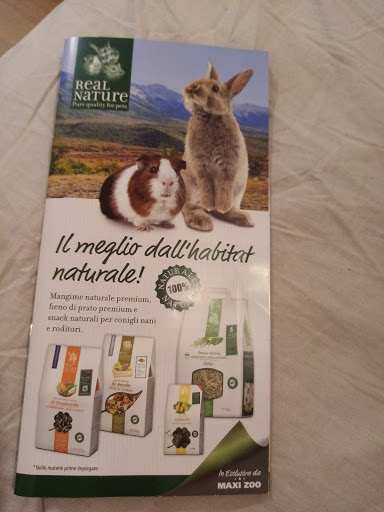 REAL
NATURE
Pure quality for pets
Il meglio dall'habitat
naturale!
NATURALE
100%
Mangime naturale premium,
fieno di prato premium e
snack naturali per conigli nani
e roditori.
*Nelle materie prime impiegate.
In Esclusiva da
MAXI ZOO